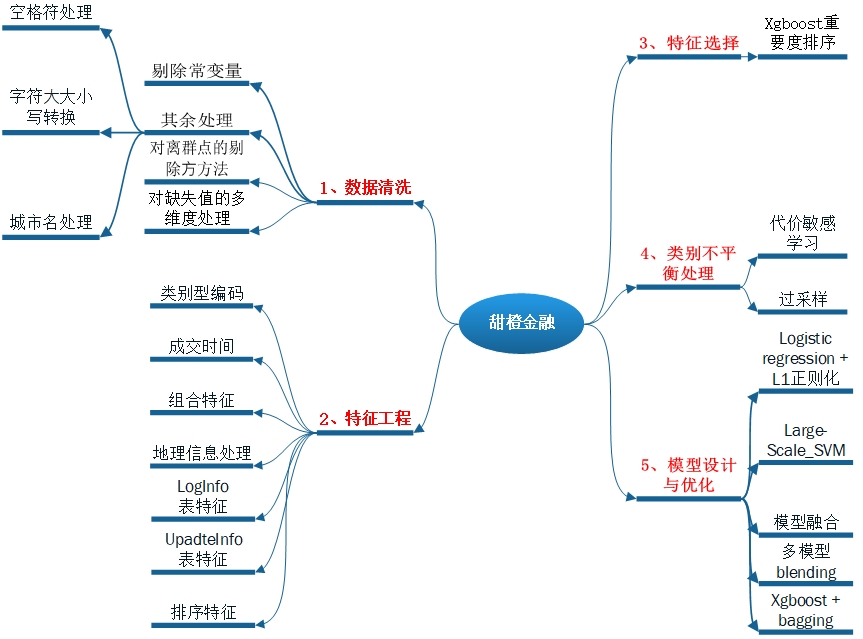 甜橙金融
1、数据清洗
剔除常变量
其余处理
空格符处理
字符大大小
写转换
城市名处理
对离群点的剔
除方方法
对缺失值的多
维度处理
2、特征工程
类别型编码
成交时间
组合特征
地理信息处理
LogInfo
表特征
UpadteInfo
表特征
排序特征
3、特征选择
Xgboost重
要度排序
4、类别不平
衡处理
代价敏感
学习
过采样
5、模型设计
与优化
Logistic
regression +
L1正则化
Large-
Scale_SVM
模型融合
多模型
blending
Xgboost +
bagging